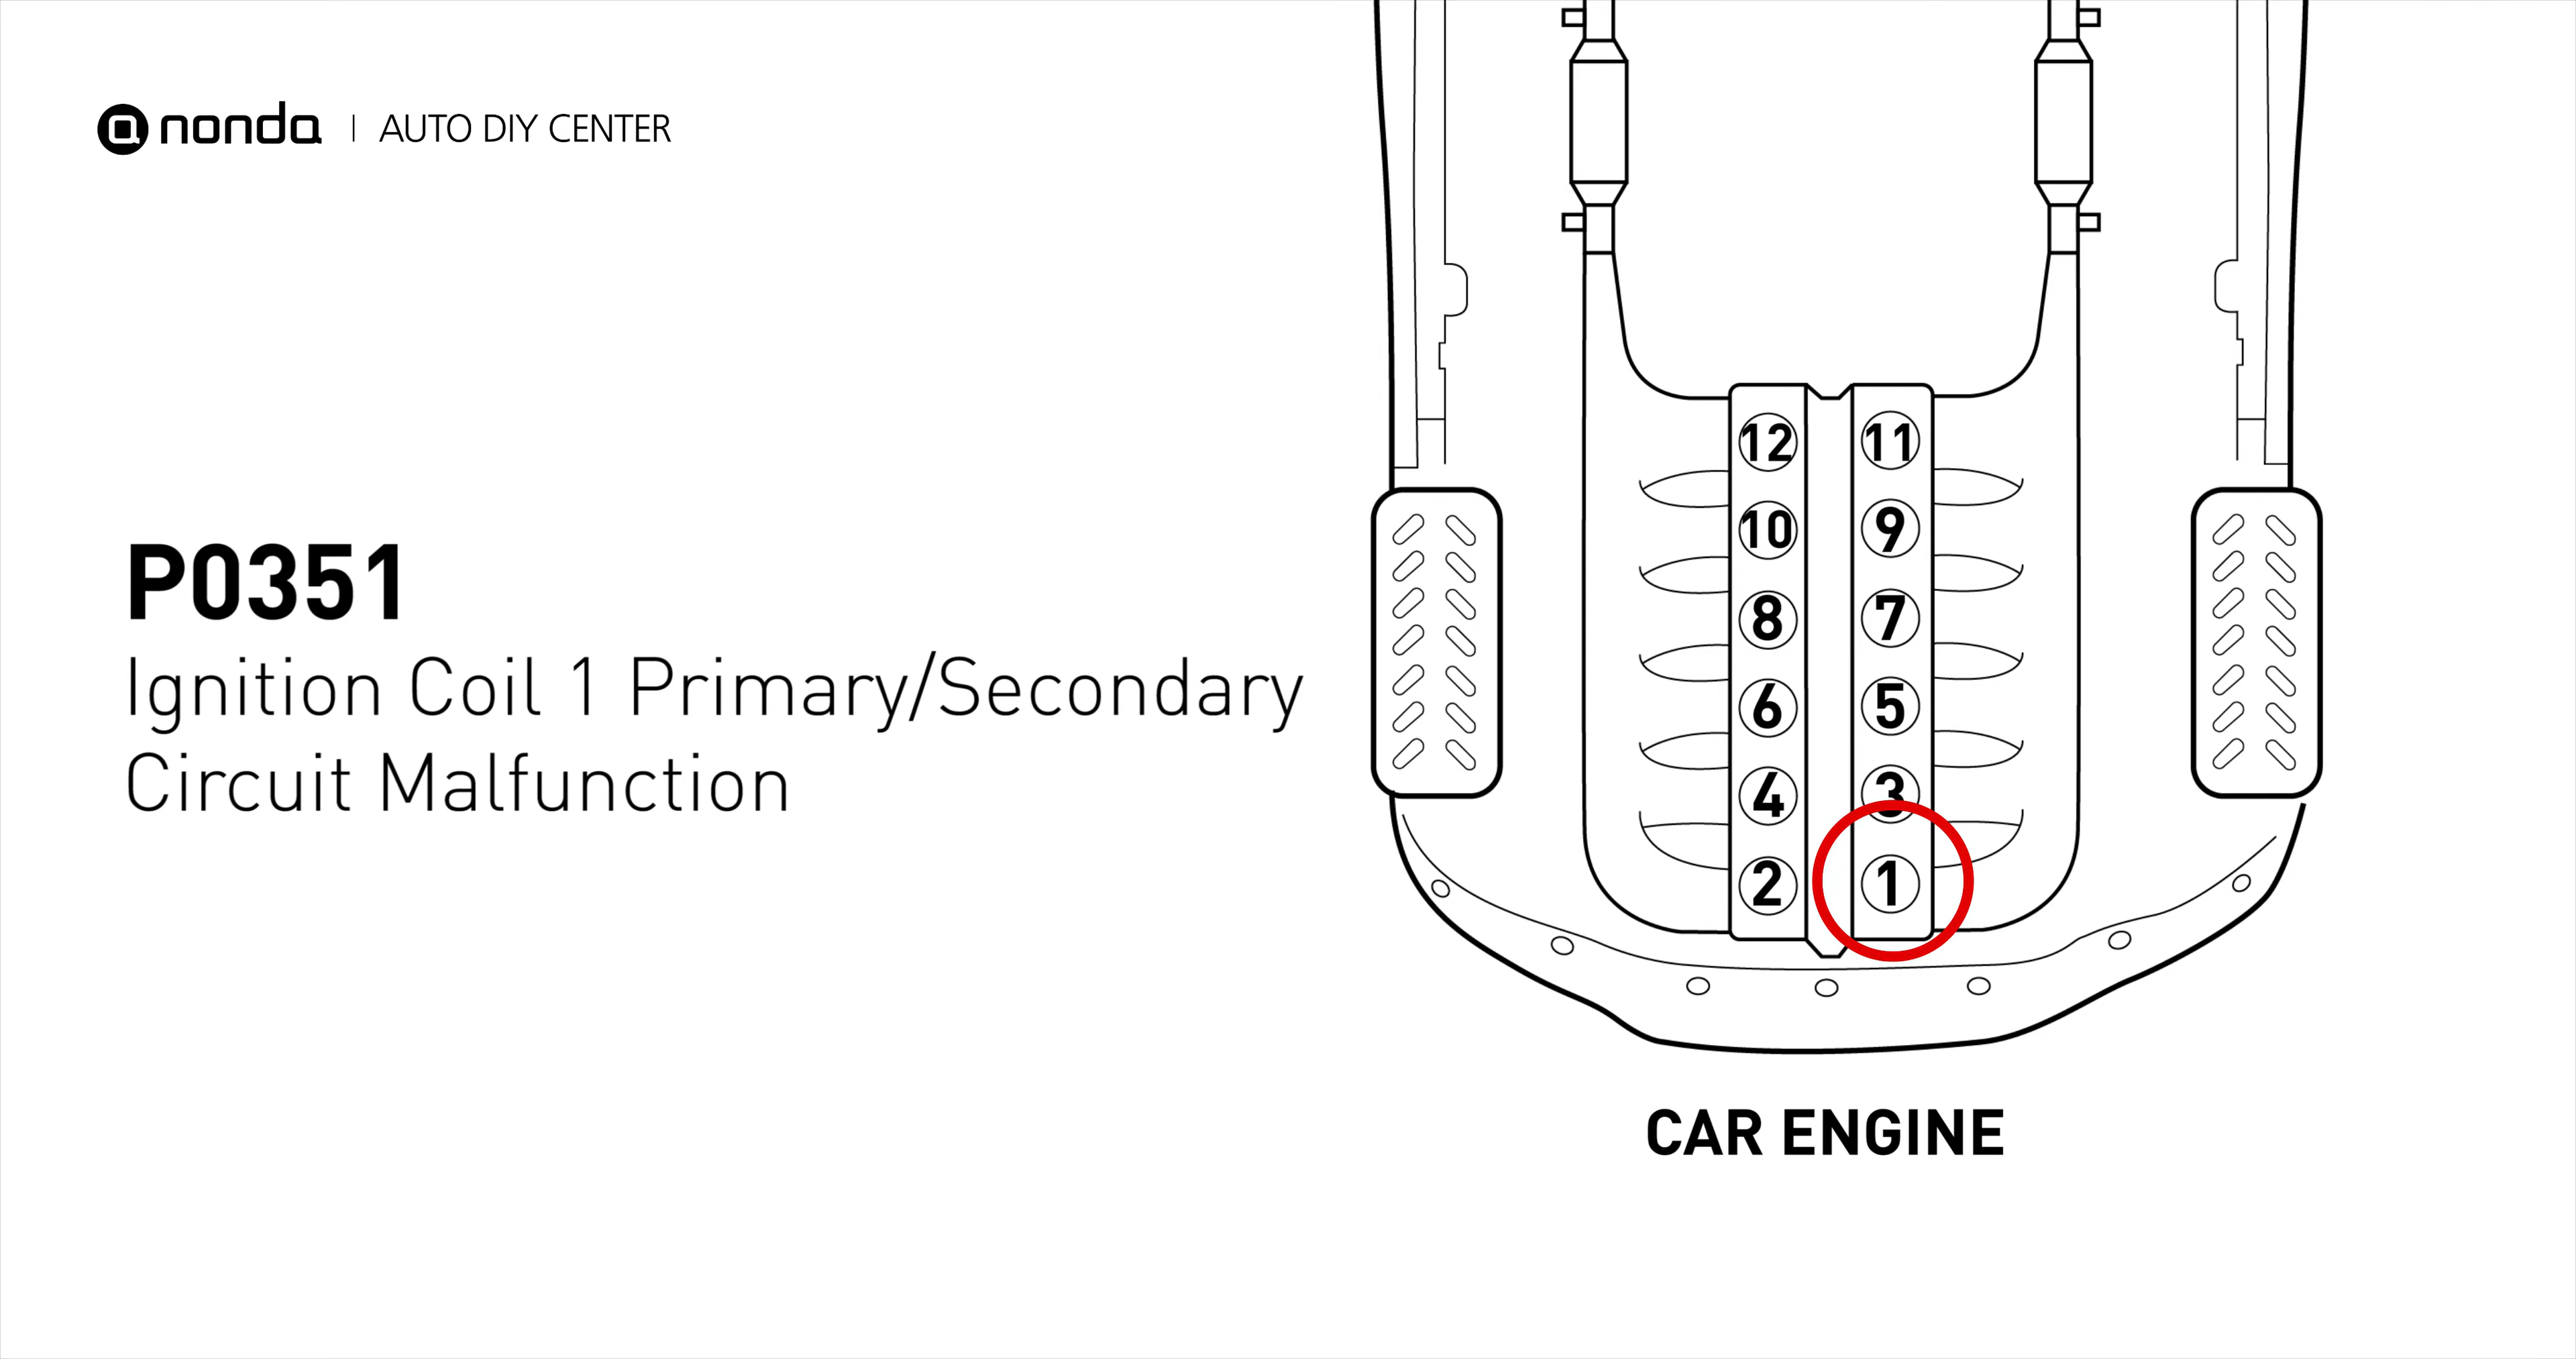 nonda | AUTO DIY CENTER
P0351
Ignition Coil 1 Primary/Secondary
Circuit Malfunction
12 11
10 9
8 7
6 5
4 3
2 1
CAR ENGINE